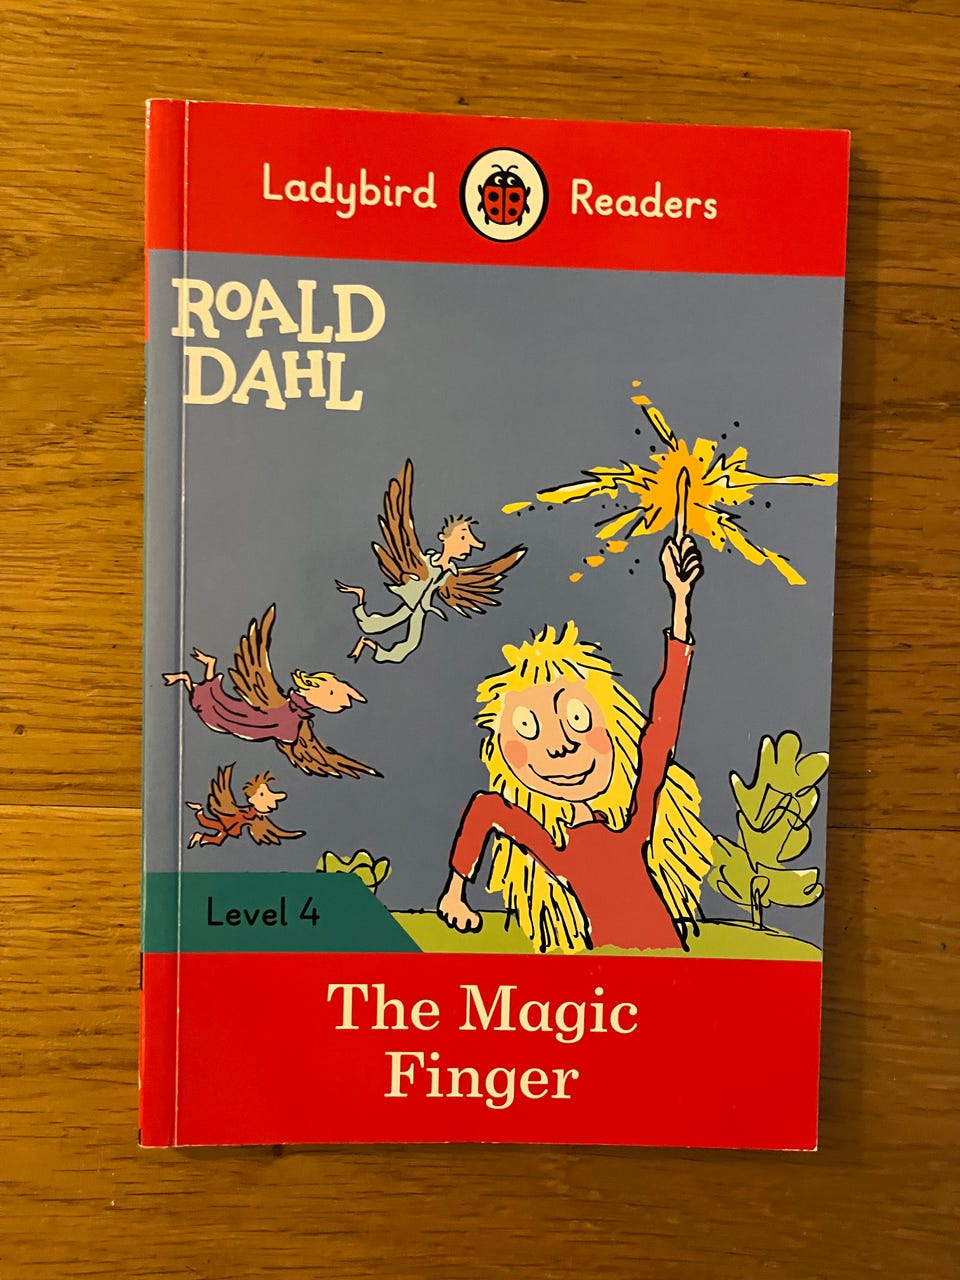 Ladybird Readers
ROALD
DAHL
Level 4
The Magic
Finger